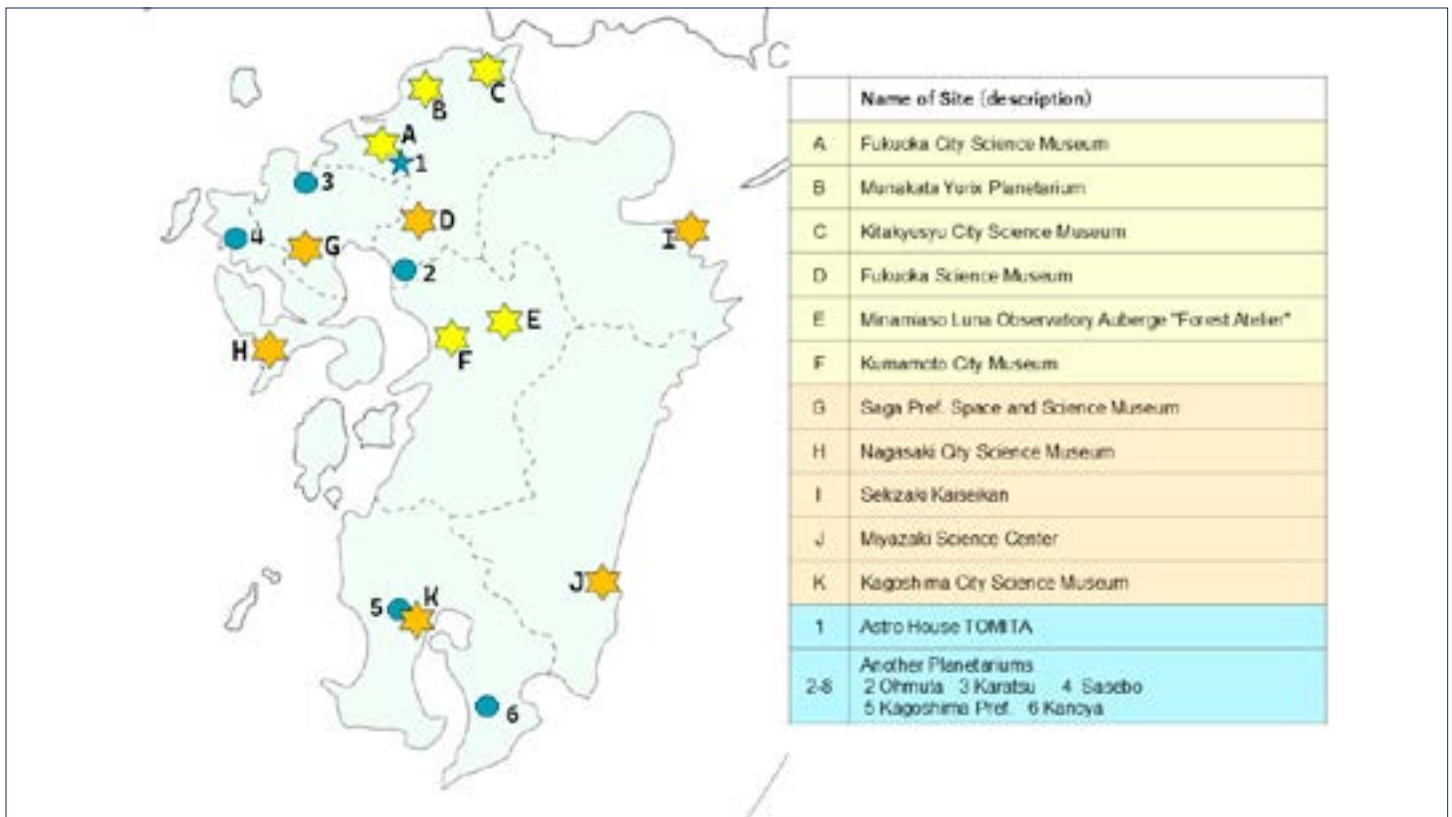 C
C
B
A
1
3
D
4
G
I
2
E
H
F
J
K
5
6
Name of Site (description)
A Fukuoka City Science Museum
B Munakata Yurix Planetarium
C Kitakyusyu City Science Museum
D Fukuoka Science Museum
E Minamiaso Luna Observatory Auberge "Forest Atelier"
F Kumamoto City Museum
G Saga Pref. Space and Science Museum
H Nagasaki City Science Museum
I Sekizaki Kaiseikan
J Miyazaki Science Center
K Kagoshima City Science Museum
1 Astro House TOMITA
Another Planetariums
2-8 2 Ohmuta 3 Karatsu 4 Sasebo
5 Kagoshima Pref. 6 Kanoya